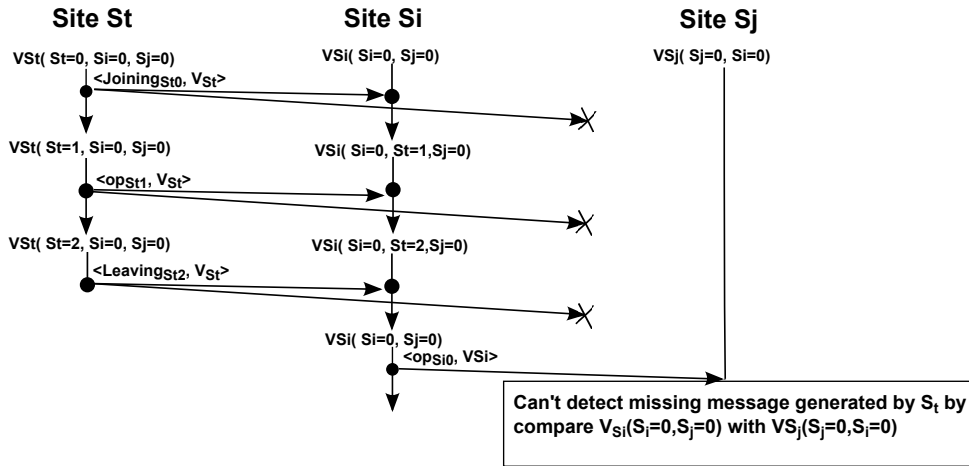 Site St
Site Si
Site Sj
VSt( St=0, Si=0, Sj=0)
VSi( Si=0, Sj=0)
VSj( Sj=0, Si=0)
<JoiningSt0, VSt>
VSt( St=1, Si=0, Sj=0)
VSi( Si=0, St=1,Sj=0)
<opSt1, VSt>
VSt( St=2, Si=0, Sj=0)
VSi( Si=0, St=2,Sj=0)
<LeavingSt2, VSt>
VSi( Si=0, Sj=0)
<opSi0, VSi>
Can't detect missing message generated by St by
compare VSi(Si=0,Sj=0) with VSj(Sj=0,Si=0)